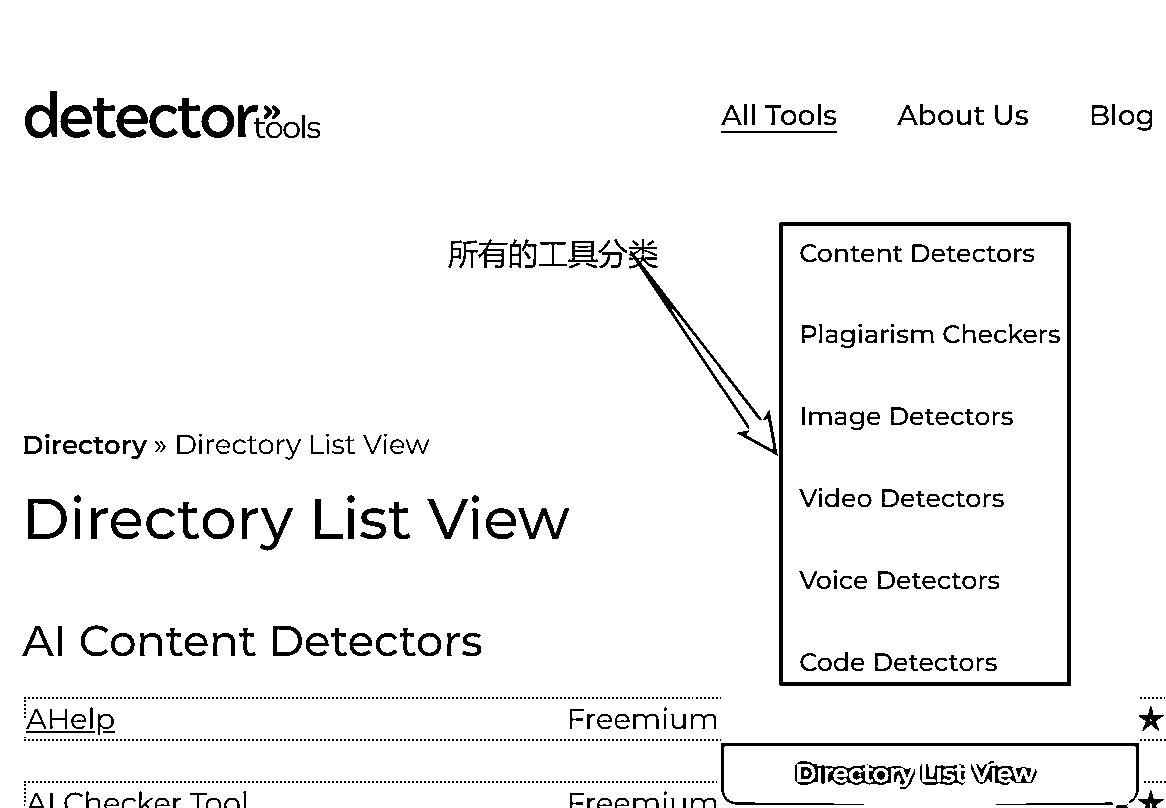 detector»tools
All Tools
About Us
Blog
所有的工具分类
Content Detectors
Plagiarism Checkers
Image Detectors
Video Detectors
Voice Detectors
Code Detectors
Directory » Directory List View
Directory List View
AI Content Detectors
AHelp Freemium ★
Directory List View
AI Checker Tool Freemium ★